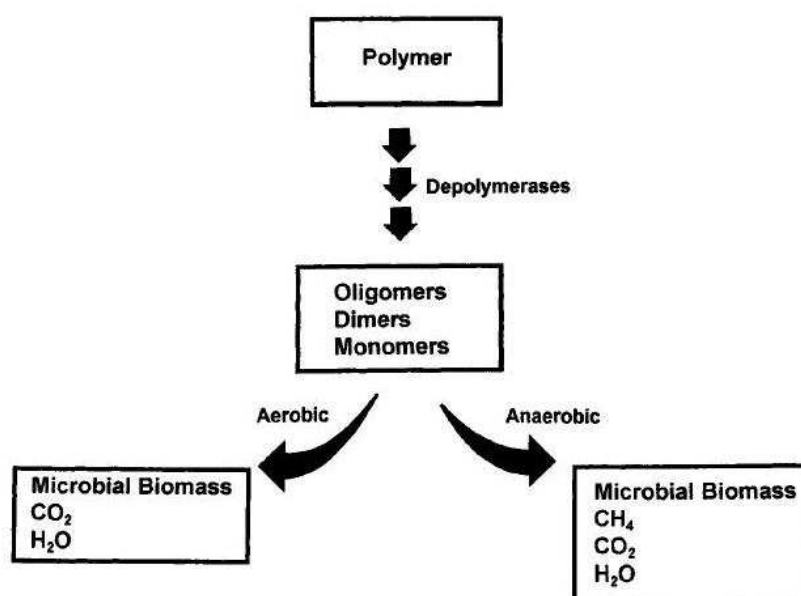 Polymer
Depolymerases
Oligomers
Dimers
Monomers
Aerobic
Anaerobic
Microbial Biomass
CO₂
H₂O
Microbial Biomass
CH₄
CO₂
H₂O